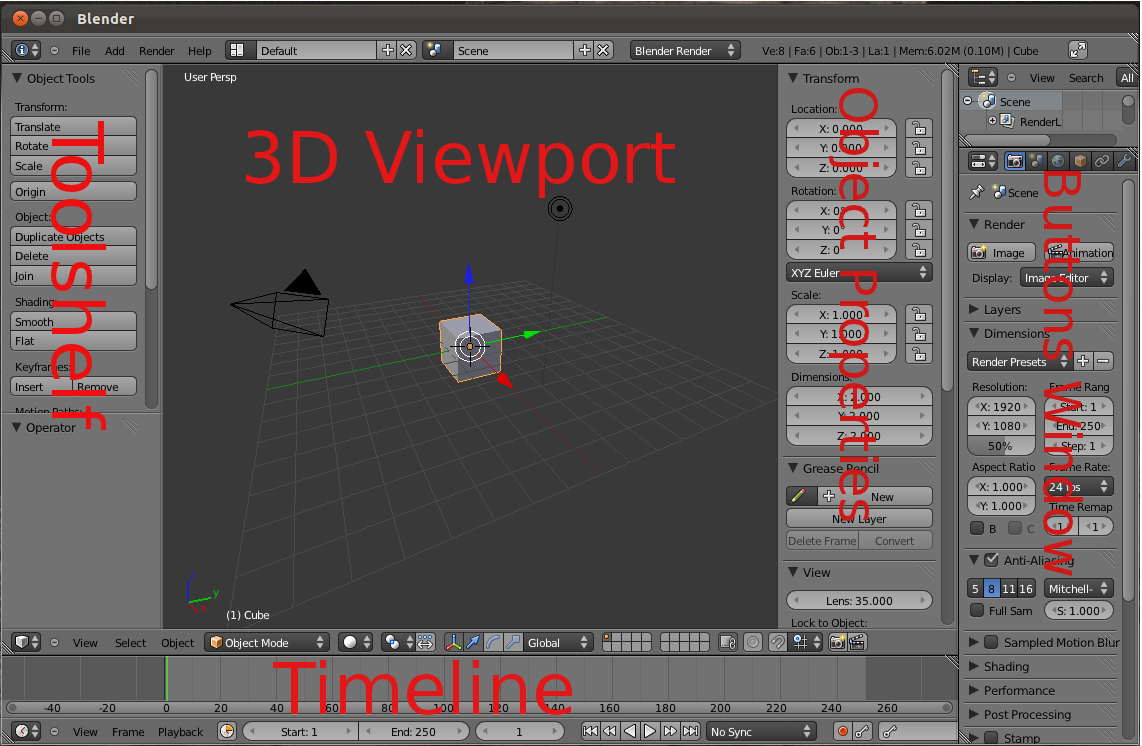 Blender
File Add Render Help Default Scene Blender Render Ve:8 | Fa:6 | Ob:1-3 | La:1 | Mem:6.02M (0.10M) | Cube
Object Tools
Transform:
Translate
Rotate
Scale
Origin
Object:
Duplicate Objects
Delete
Join
Shading:
Smooth
Flat
Keyframes:
Insert Remove
Motion Paths:
Operator
Toolshelf
User Persp
3D Viewport
(1) Cube
Transform
Location:
X: 0.000
Y: 0.000
Z: 0.000
Rotation:
X: 0°
Y: 0°
Z: 0°
XYZ Euler
Scale:
X: 1.000
Y: 1.000
Z: 1.000
Dimensions:
X: 2.000
Y: 2.000
Z: 2.000
Grease Pencil
New
New Layer
Delete Frame Convert
View
Lens: 35.000
Lock to Object:
Object Properties
View Search All
Scene
RenderL
Scene
Render
Image Animation
Display: Image Editor
Layers
Dimensions
Render Presets
Resolution: Frame Rang
X: 1920 Start: 1
Y: 1080 End: 250
50% Step: 1
Aspect Ratio Frame Rate:
X: 1.000 24 fps
Y: 1.000 Time Remap
B C 1 1
Anti-Aliasing
5 8 11 16 Mitchell-
Full Sam S: 1.000
Sampled Motion Blur
Shading
Performance
Post Processing
Stamp
Buttons Window
View Select Object Object Mode Global
Timeline
-40 -20 0 20 40 60 80 100 120 140 160 180 200 220 240 260
View Frame Playback Start: 1 End: 250 1 No Sync